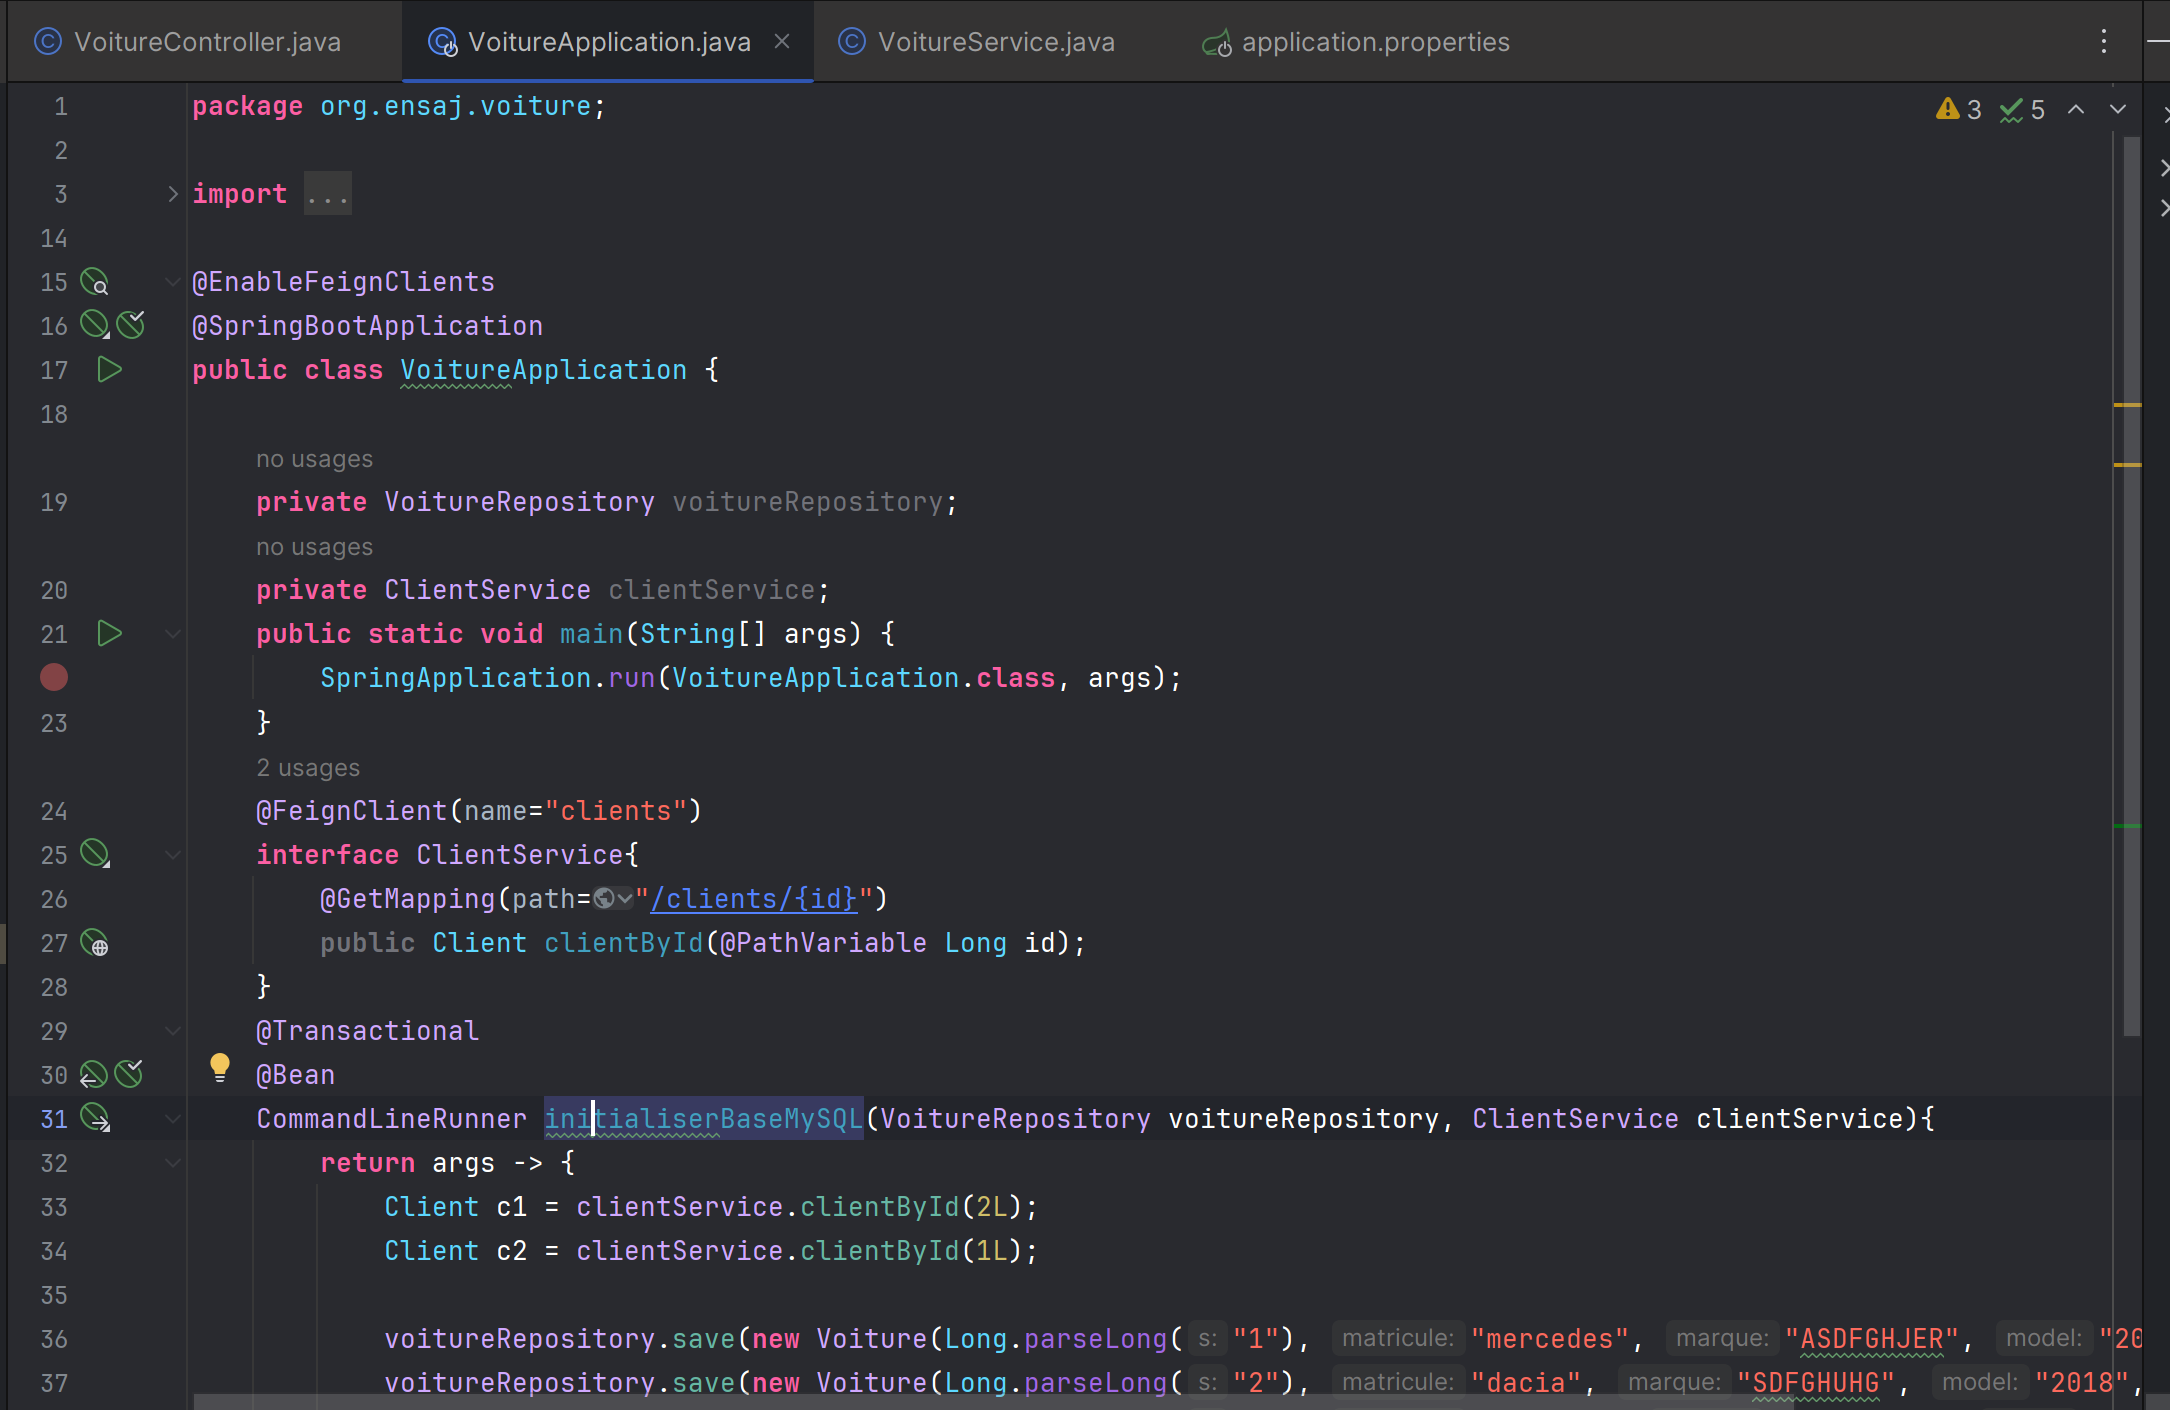 VoitureController.java VoitureApplication.java VoitureService.java application.properties
3 5
1 package org.ensaj.voiture;
2
3 import ...
14
15 @EnableFeignClients
16 @SpringBootApplication
17 public class VoitureApplication {
18
no usages
19 private VoitureRepository voitureRepository;
no usages
20 private ClientService clientService;
21 public static void main(String[] args) {
SpringApplication.run(VoitureApplication.class, args);
23 }
2 usages
24 @FeignClient(name="clients")
25 interface ClientService{
26 @GetMapping(path="/clients/{id}")
27 public Client clientById(@PathVariable Long id);
28 }
29 @Transactional
30 @Bean
31 CommandLineRunner initialiserBaseMySQL(VoitureRepository voitureRepository, ClientService clientService){
32 return args -> {
33 Client c1 = clientService.clientById(2L);
34 Client c2 = clientService.clientById(1L);
35
36 voitureRepository.save(new Voiture(Long.parseLong( s: "1"), matricule: "mercedes", marque: "ASDFGHJER", model: "20
37 voitureRepository.save(new Voiture(Long.parseLong( s: "2"), matricule: "dacia", marque: "SDFGHUHG", model: "2018",